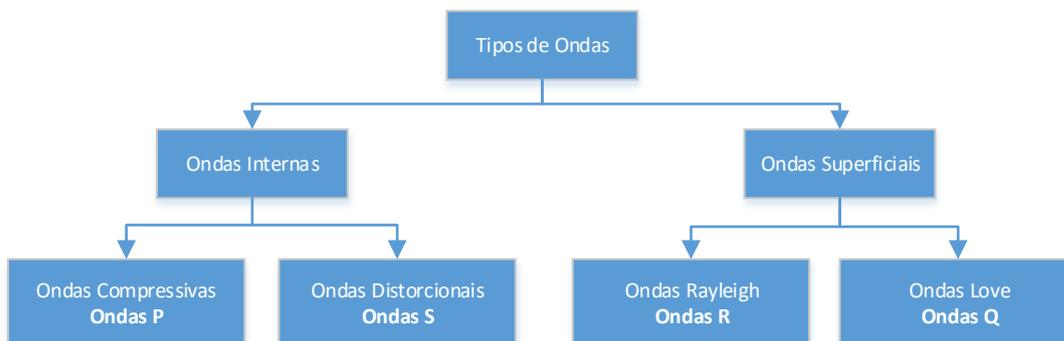 Tipos de Ondas
Ondas Internas
Ondas Superficiais
Ondas Compressivas
Ondas P
Ondas Distorcionais
Ondas S
Ondas Rayleigh
Ondas R
Ondas Love
Ondas Q